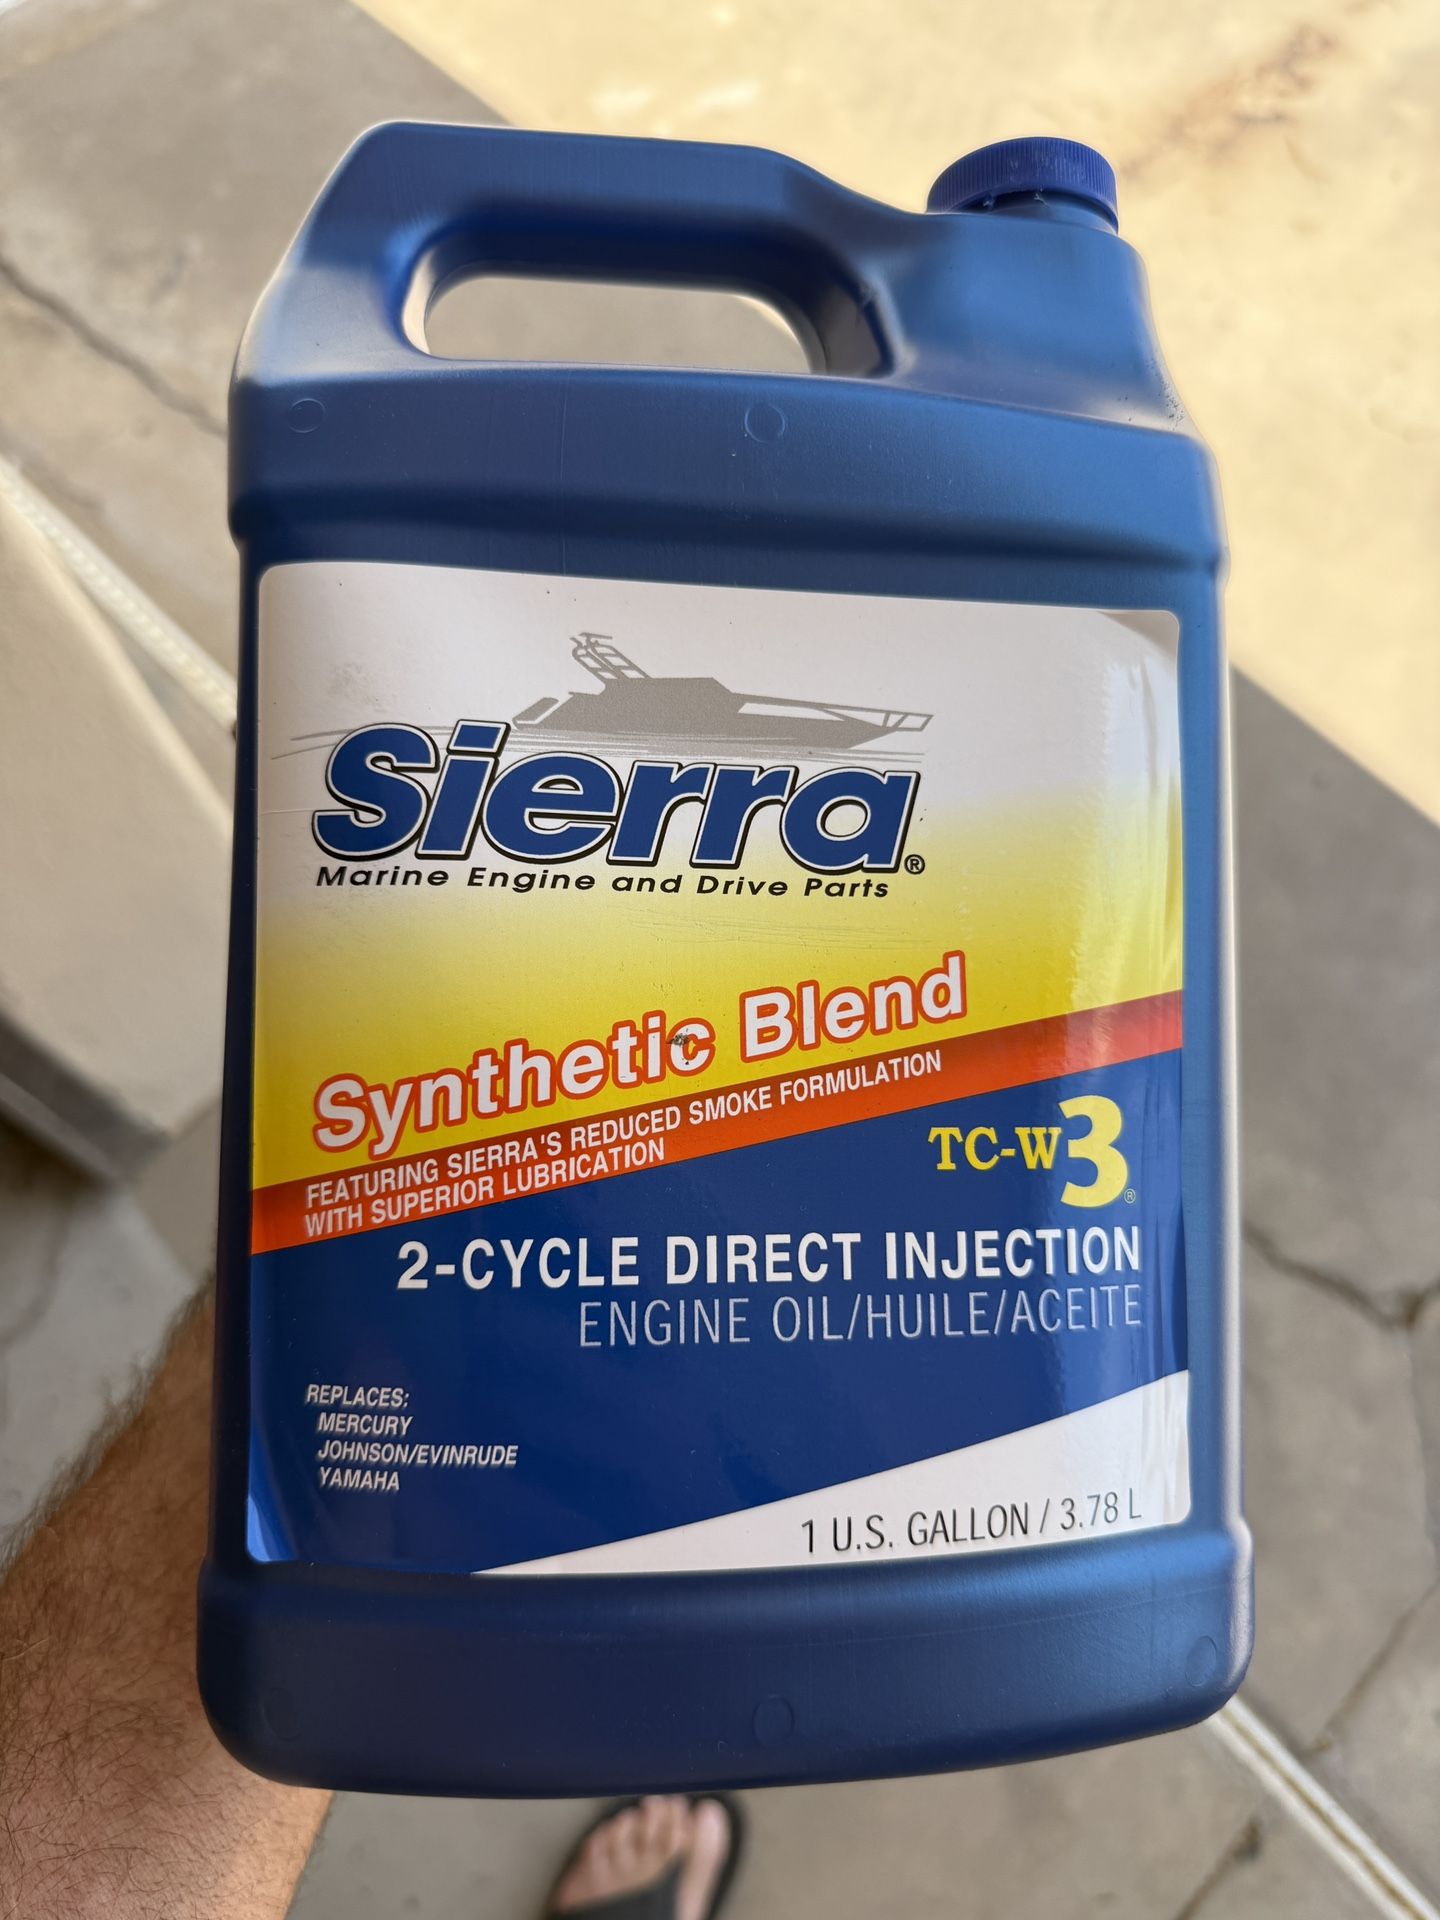 Sierra®
Marine Engine and Drive Parts
Synthetic Blend
FEATURING SIERRA'S REDUCED SMOKE FORMULATION
WITH SUPERIOR LUBRICATION
TC-W3®
2-CYCLE DIRECT INJECTION
ENGINE OIL/HUILE/ACEITE
REPLACES:
MERCURY
JOHNSON/EVINRUDE
YAMAHA
1 U.S. GALLON / 3.78 L